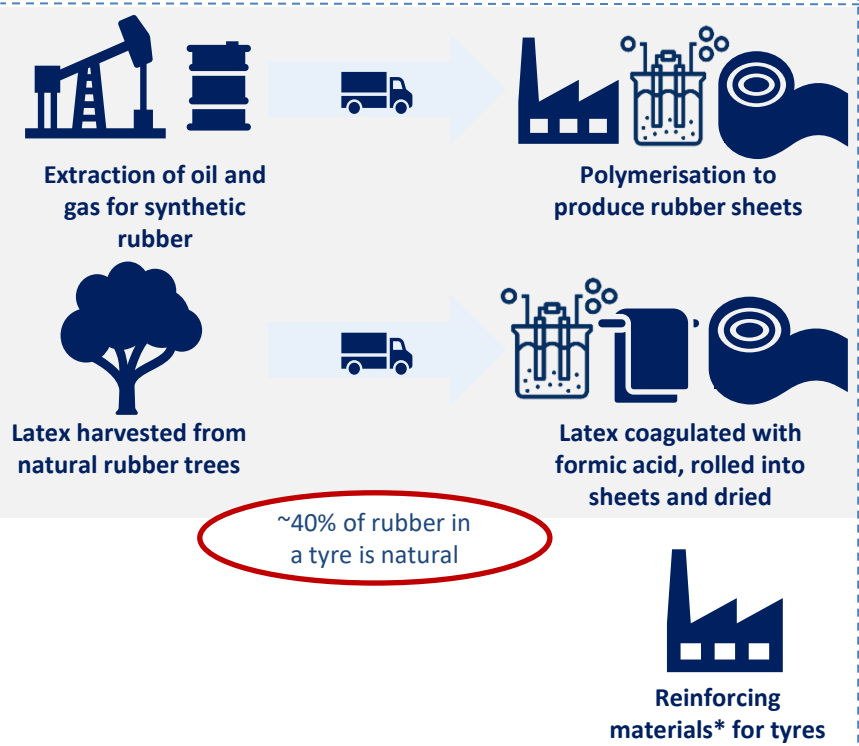 Extraction of oil and
gas for synthetic
rubber
Polymerisation to
produce rubber sheets
Latex harvested from
natural rubber trees
Latex coagulated with
formic acid, rolled into
sheets and dried
~40% of rubber in
a tyre is natural
Reinforcing
materials* for tyres